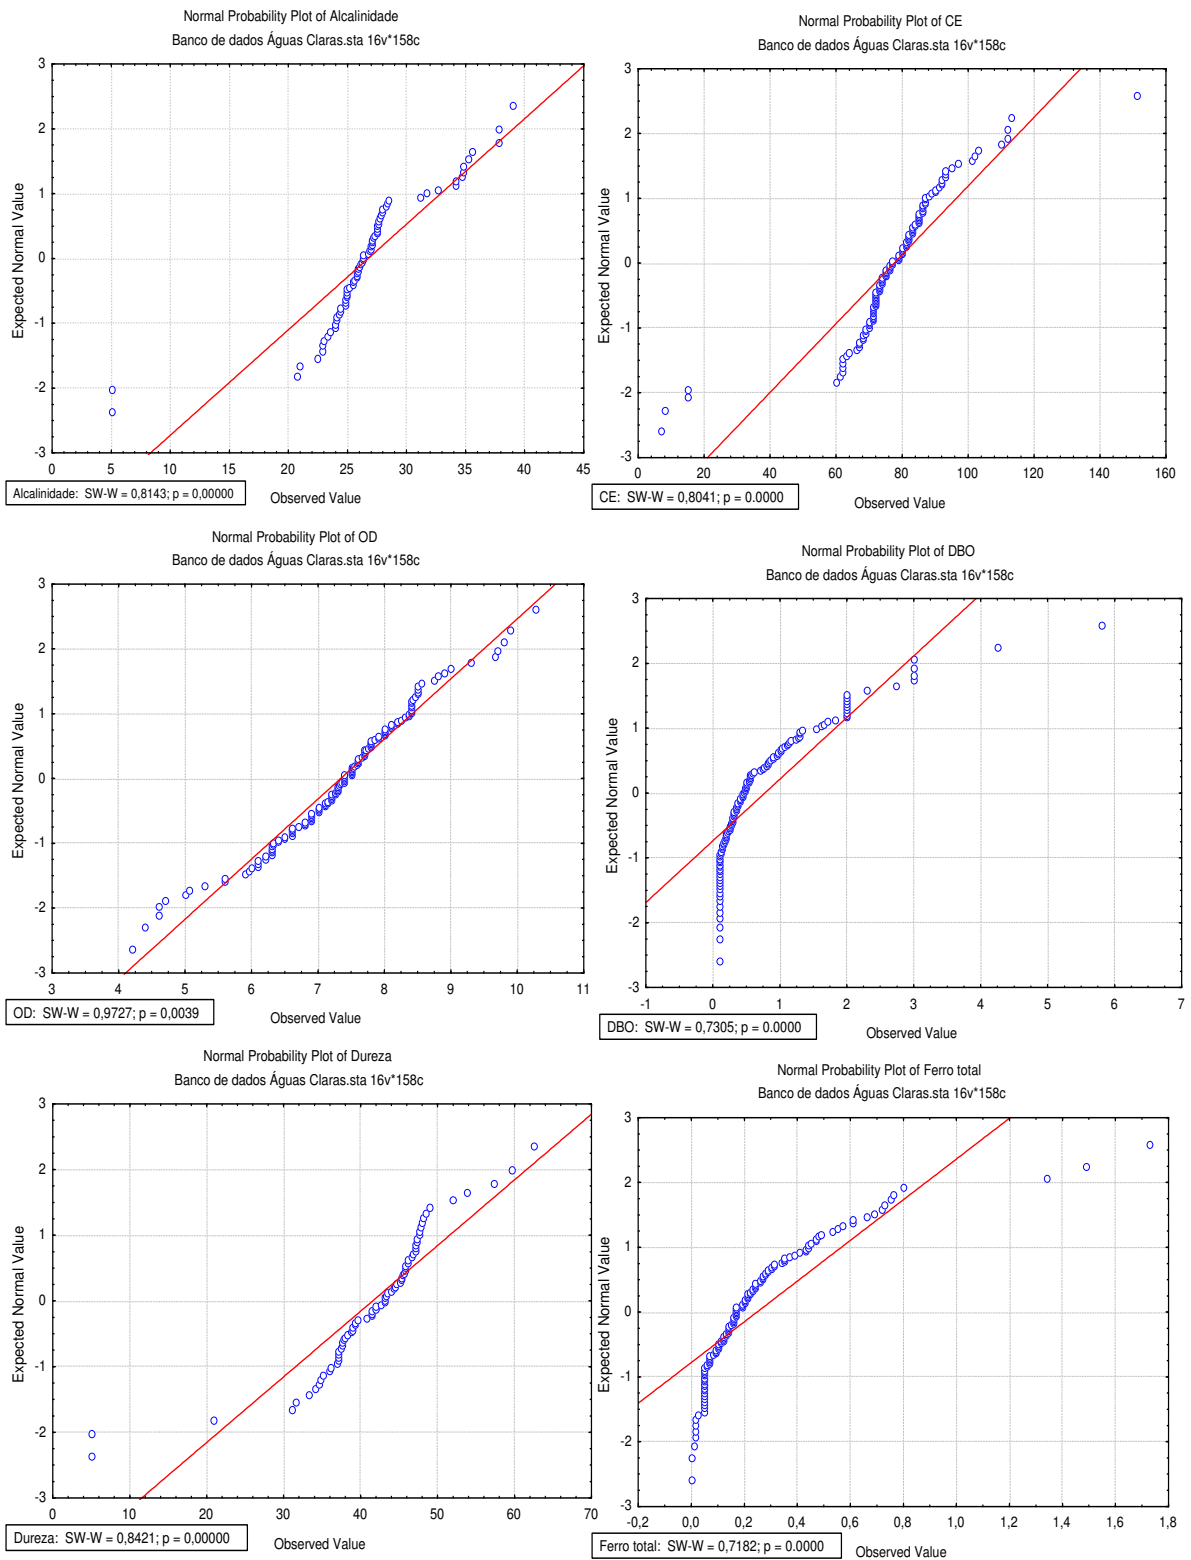 Normal Probability Plot of Alcalinidade
Banco de dados Águas Claras.sta 16v*158c
3
2
1
0
-1
-2
-3
Expected Normal Value
0 5 10 15 20 25 30 35 40 45
Alcalinidade: SW-W = 0,8143; p = 0,00000
Observed Value
Normal Probability Plot of CE
Banco de dados Águas Claras.sta 16v*158c
3
2
1
0
-1
-2
-3
Expected Normal Value
0 20 40 60 80 100 120 140 160
CE: SW-W = 0,8041; p = 0.0000
Observed Value
Normal Probability Plot of OD
Banco de dados Águas Claras.sta 16v*158c
3
2
1
0
-1
-2
-3
Expected Normal Value
3 4 5 6 7 8 9 10 11
OD: SW-W = 0,9727; p = 0,0039
Observed Value
Normal Probability Plot of DBO
Banco de dados Águas Claras.sta 16v*158c
3
2
1
0
-1
-2
-3
Expected Normal Value
-1 0 1 2 3 4 5 6 7
DBO: SW-W = 0,7305; p = 0.0000
Observed Value
Normal Probability Plot of Dureza
Banco de dados Águas Claras.sta 16v*158c
3
2
1
0
-1
-2
-3
Expected Normal Value
0 10 20 30 40 50 60 70
Dureza: SW-W = 0,8421; p = 0,00000
Observed Value
Normal Probability Plot of Ferro total
Banco de dados Águas Claras.sta 16v*158c
3
2
1
0
-1
-2
-3
Expected Normal Value
-0,2 0,0 0,2 0,4 0,6 0,8 1,0 1,2 1,4 1,6 1,8
Ferro total: SW-W = 0,7182; p = 0.0000
Observed Value